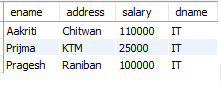 ename address salary dname
Aakriti Chitwan 110000 IT
Prijma KTM 25000 IT
Pragesh Raniban 100000 IT